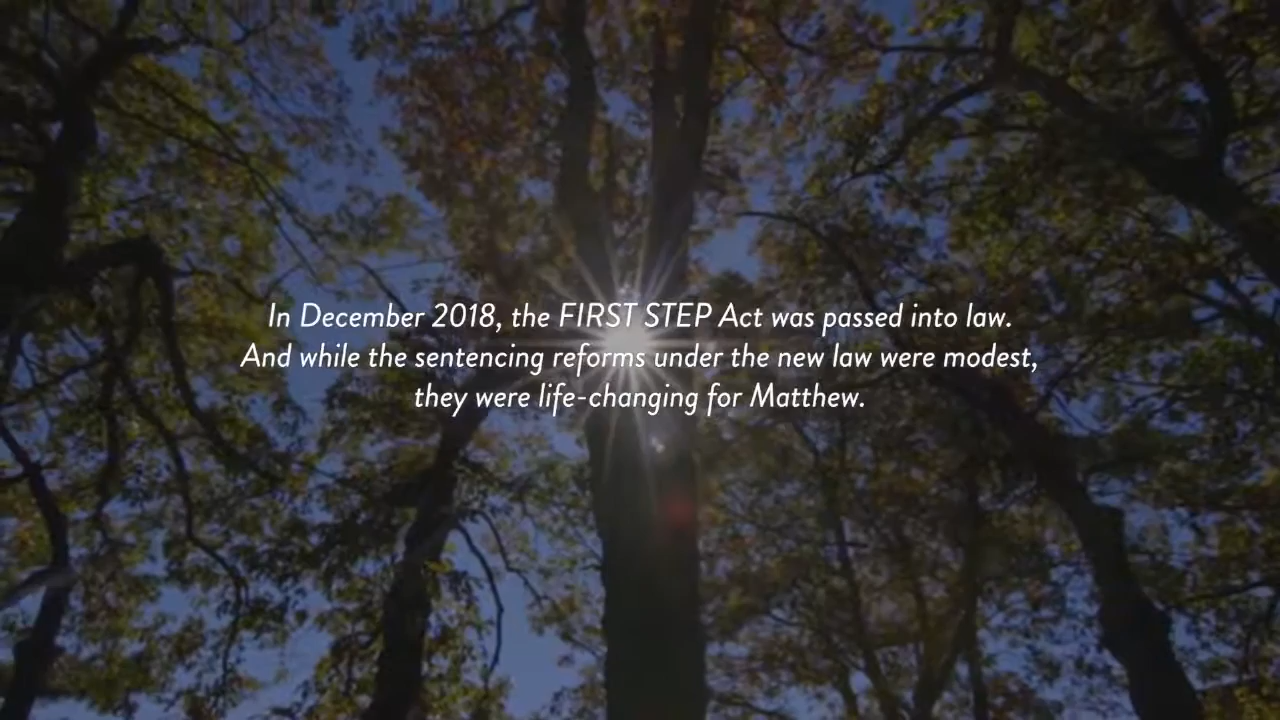 In December 2018, the FIRST STEP Act was passed into law.
And while the sentencing reforms under the new law were modest,
they were life-changing for Matthew.